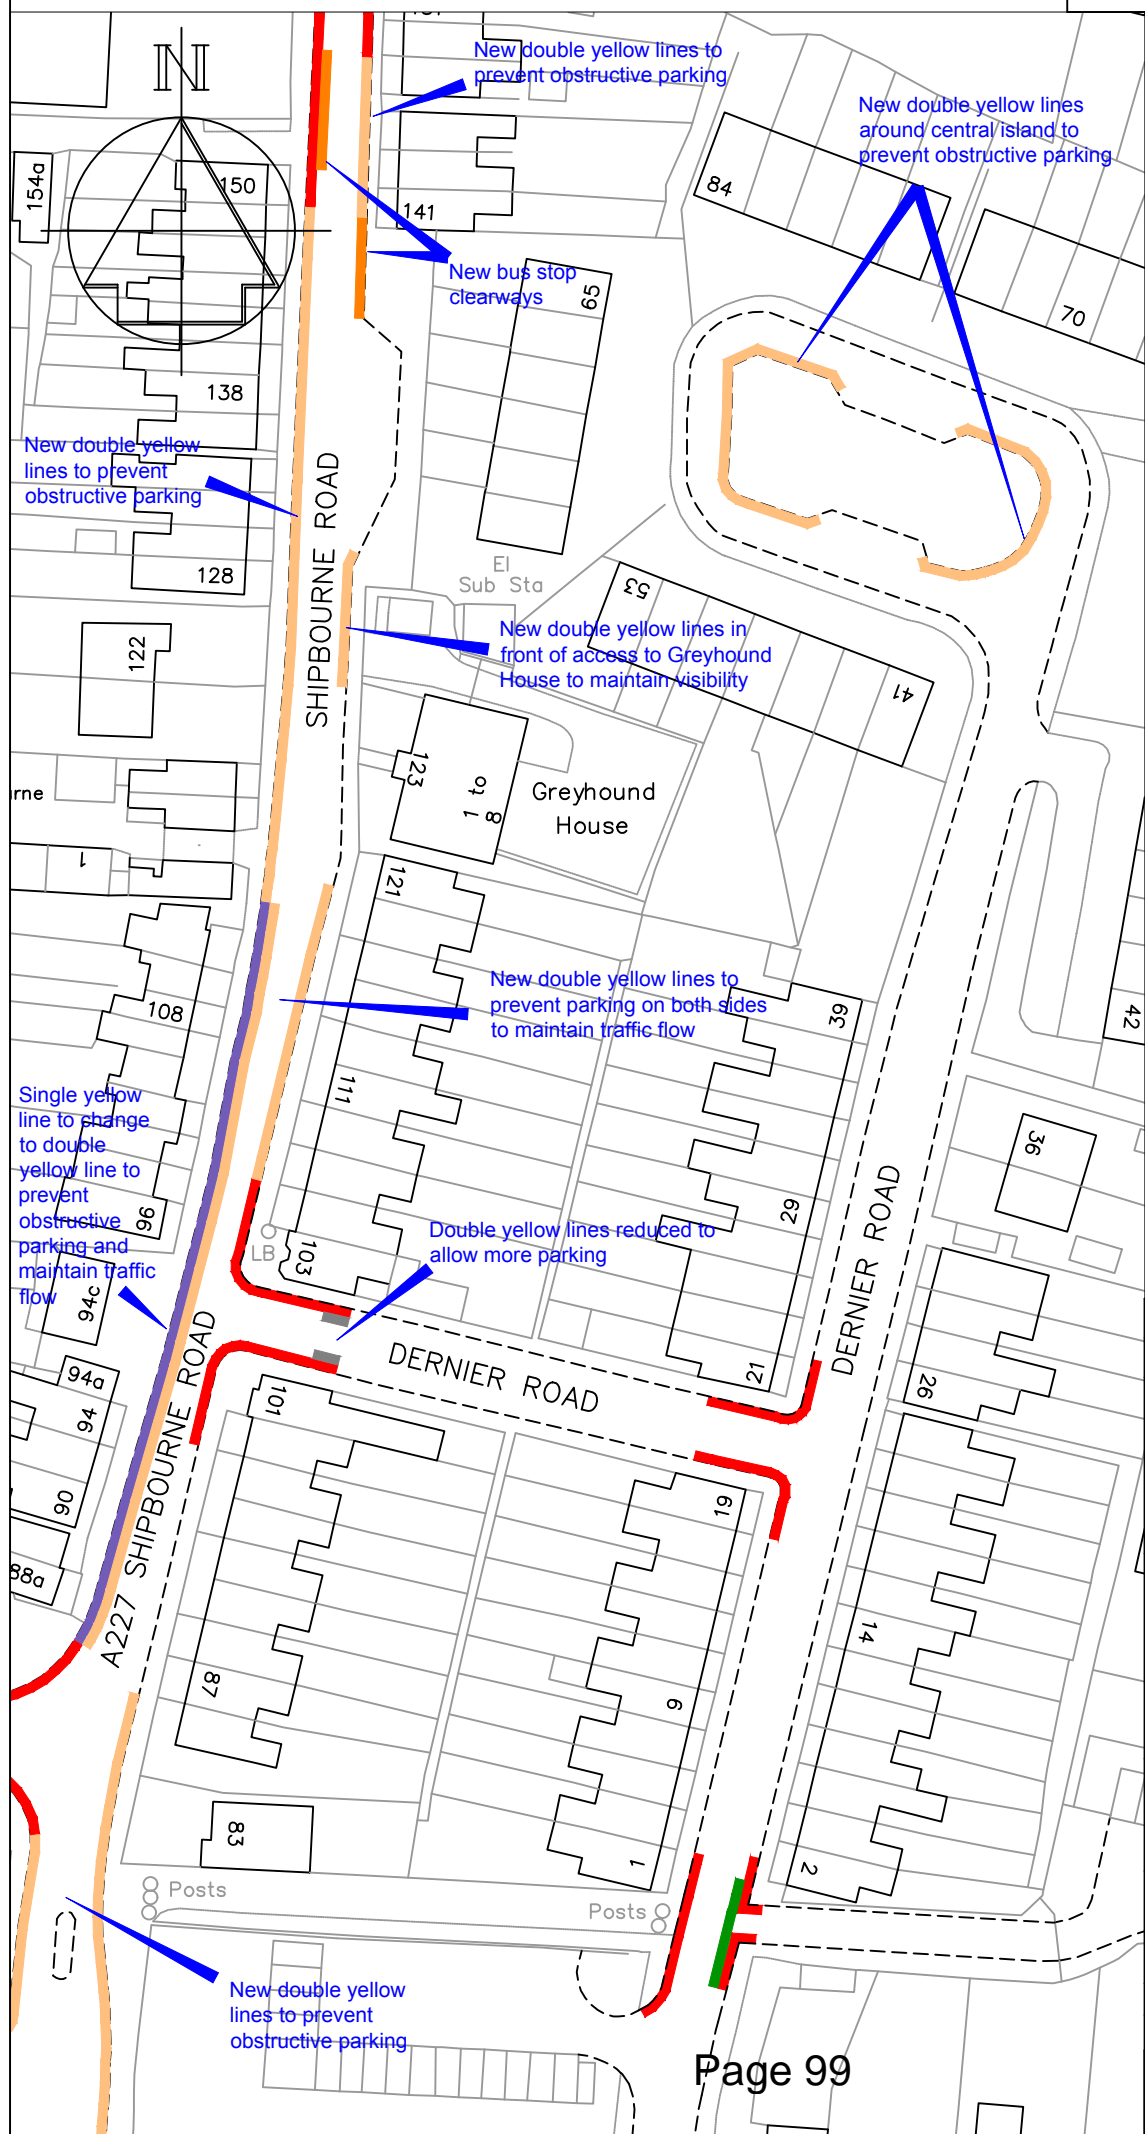 N
New double yellow lines to
prevent obstructive parking
New double yellow lines
around central island to
prevent obstructive parking
154a
150
141
84
New bus stop
clearways
65
70
138
New double yellow
lines to prevent
obstructive parking
SHIPBOURNE ROAD
128
El
Sub Sta
53
122
New double yellow lines in
front of access to Greyhound
House to maintain visibility
41
123
1 to 8
Greyhound
House
rne
1
121
108
New double yellow lines to
prevent parking on both sides
to maintain traffic flow
39
42
111
Single yellow
line to change
to double
yellow line to
prevent
obstructive
parking and
maintain traffic
flow
96
36
29
LB
103
Double yellow lines reduced to
allow more parking
94c
DERNIER ROAD
DERNIER ROAD
21
26
94a
94
101
90
19
88a
A227 SHIPBOURNE ROAD
14
87
6
83
1
2
Posts
Posts
New double yellow
lines to prevent
obstructive parking
Page 99